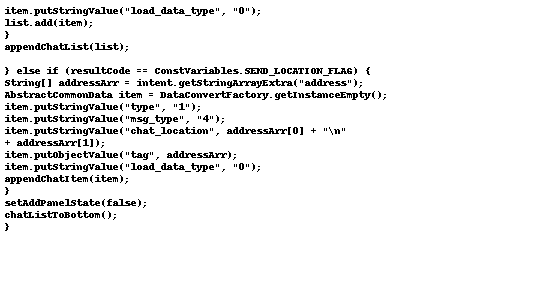 item.putStringValue("load_data_type", "0");
list.add(item);
}
appendChatList(list);

} else if (resultCode == ConstVariables.SEND_LOCATION_FLAG) {
String[] addressArr = intent.getStringArrayExtra("address");
AbstractCommonData item = DataConvertFactory.getInstanceEmpty();
item.putStringValue("type", "1");
item.putStringValue("msg_type", "4");
item.putStringValue("chat_location", addressArr[0] + "\n"
+ addressArr[1]);
item.putObjectValue("tag", addressArr);
item.putStringValue("load_data_type", "0");
appendChatItem(item);
}
setAddPanelState(false);
chatListToBottom();
}